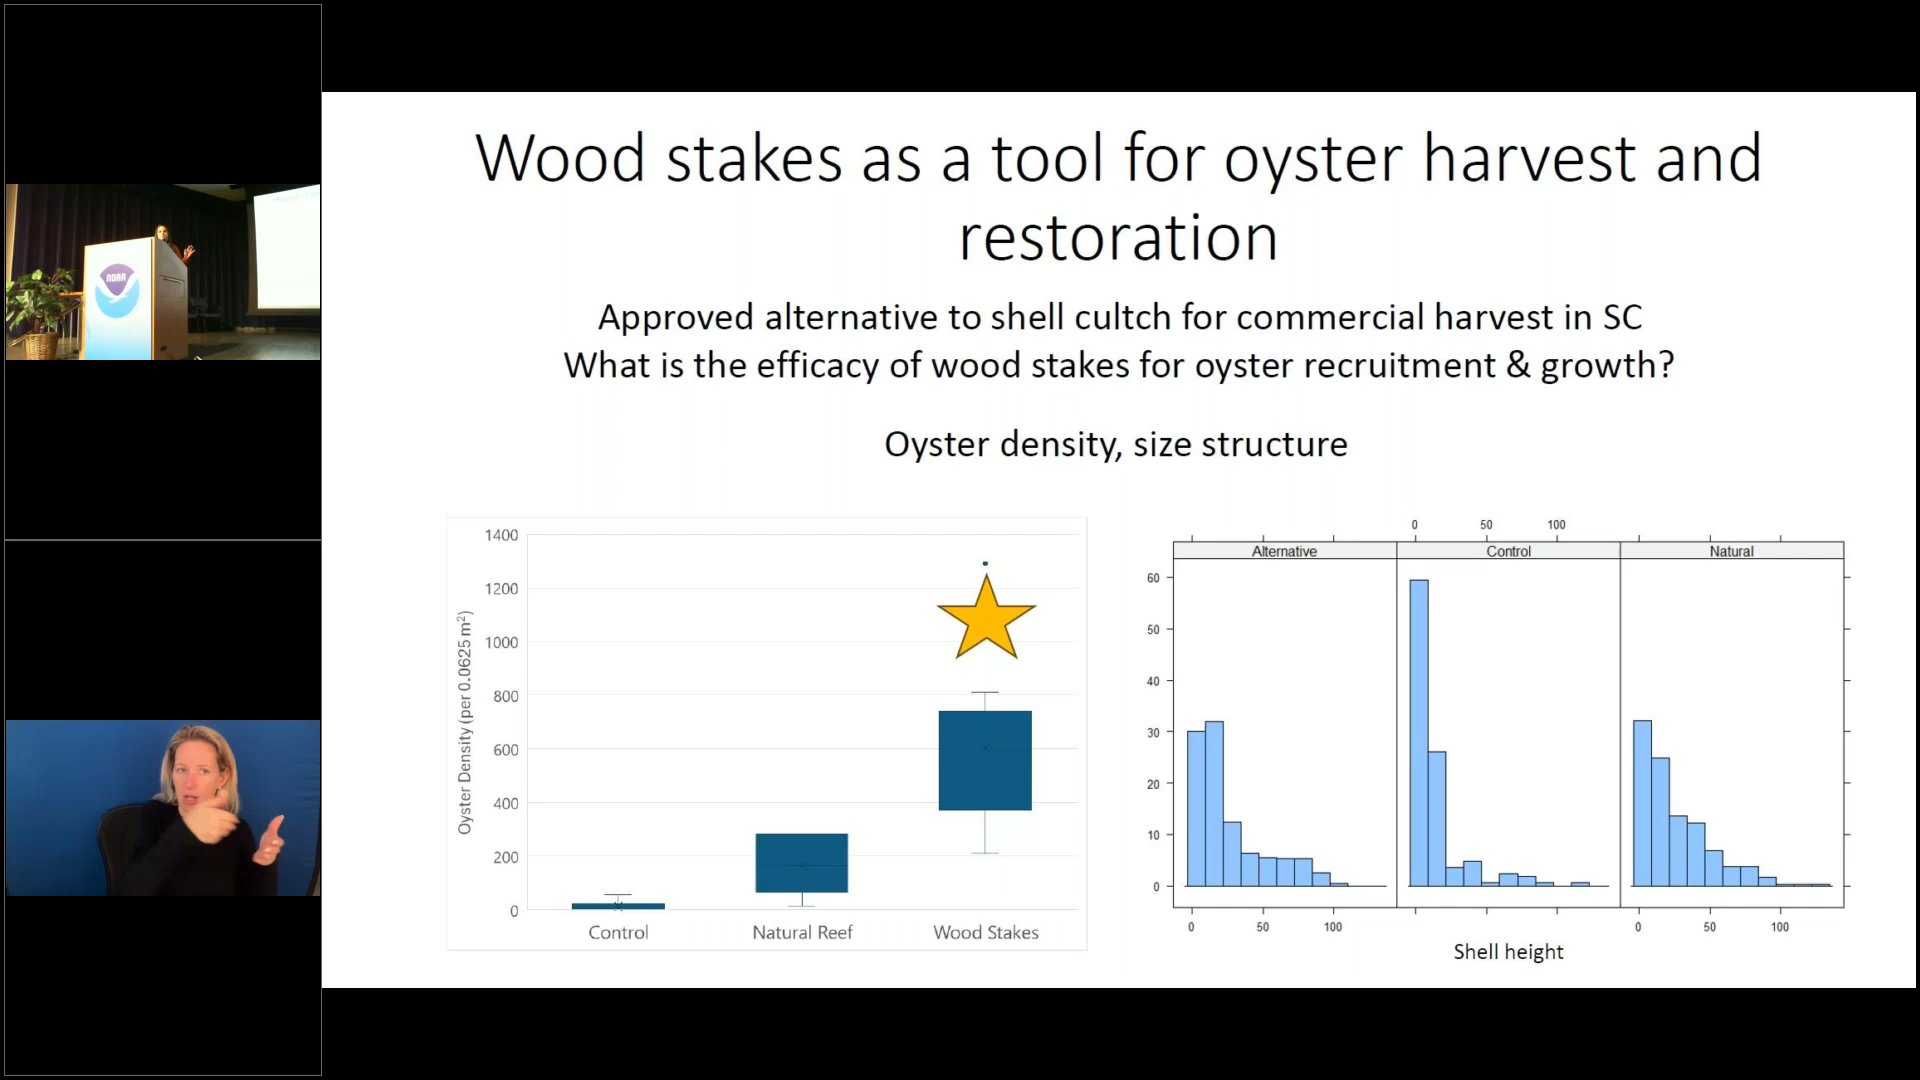 NOAA
Wood stakes as a tool for oyster harvest and
restoration
Approved alternative to shell cultch for commercial harvest in SC
What is the efficacy of wood stakes for oyster recruitment & growth?
Oyster density, size structure
Oyster Density (per 0.0625 m²)
1400
1200
1000
800
600
400
200
0
Control Natural Reef Wood Stakes
0 50 100
Alternative Control Natural
60
50
40
30
20
10
0
0 50 100 0 50 100
Shell height